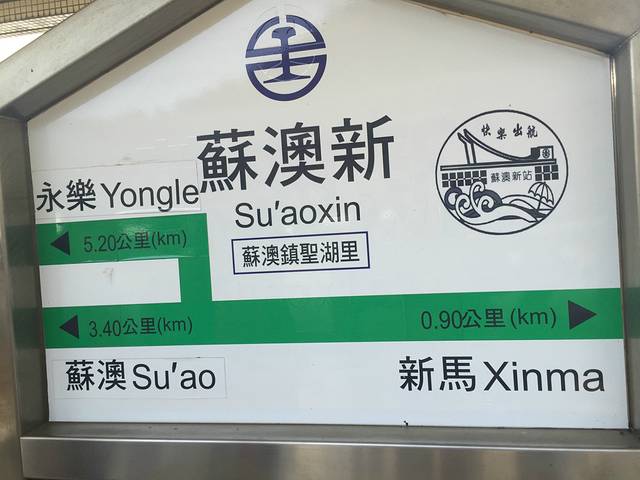 蘇澳新
Su'aoxin
蘇澳鎮聖湖里
快樂出航
蘇澳新站
永樂 Yongle
5.20公里(km)
3.40公里(km)
0.90公里(km)
蘇澳 Su'ao
新馬 Xinma